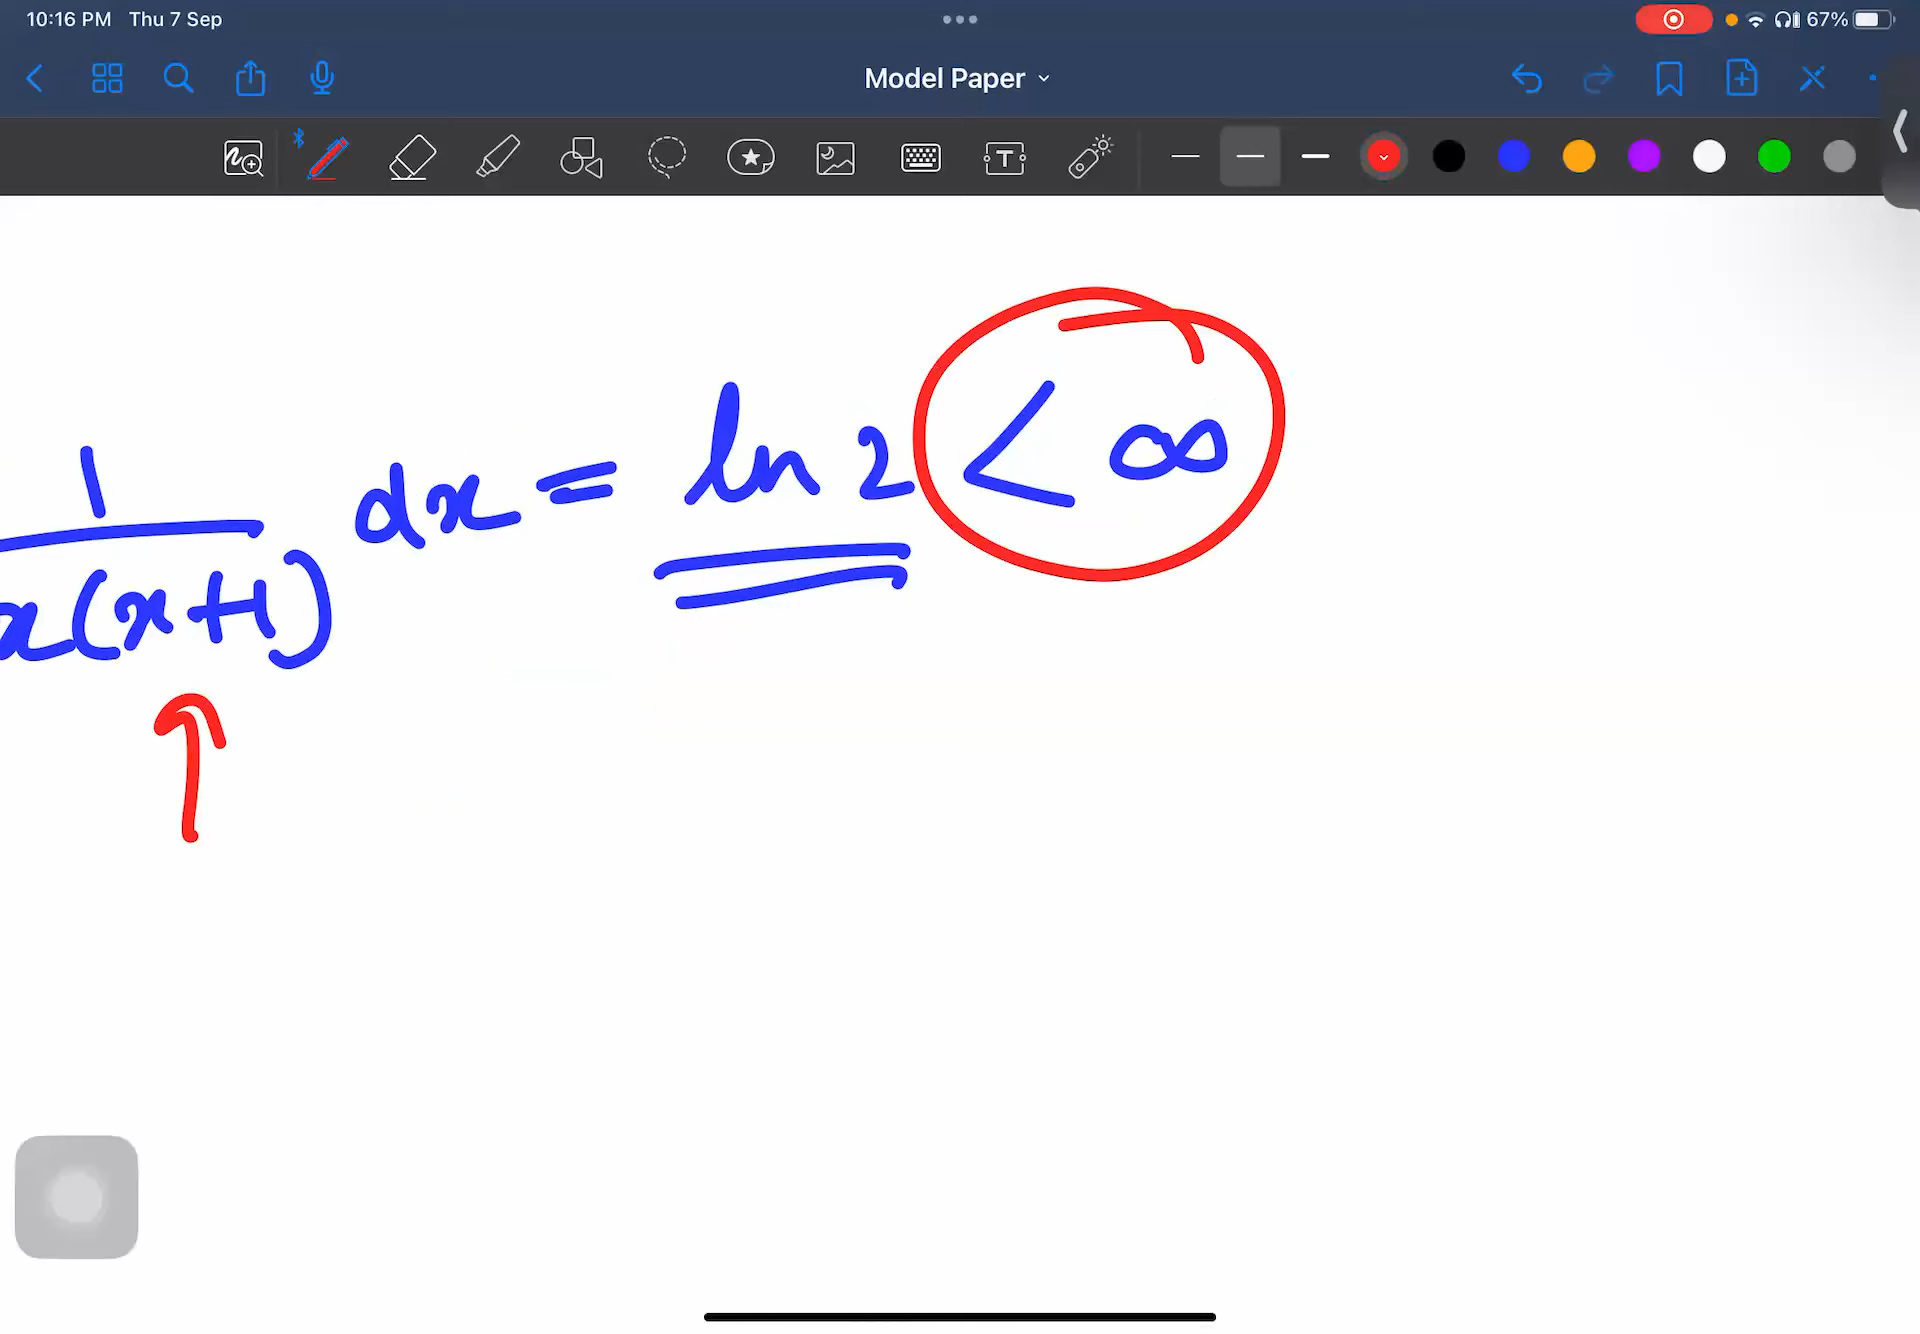 10:16 PM Thu 7 Sep
67%
Model Paper
1
x(x+1)
dx = ln 2 < ∞